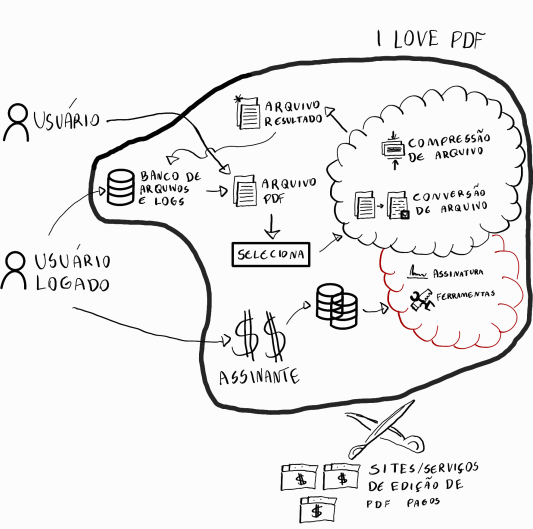 I LOVE PDF
USUÁRIO
ARQUIVO
RESULTADO
COMPRESSÃO
DE ARQUIVO
BANCO DE
ARQUIVOS
E LOGS
ARQUIVO
PDF
CONVERSÃO
DE ARQUIVO
SELECIONA
USUÁRIO
LOGADO
ASSINATURA
FERRAMENTAS
$ $
ASSINANTE
$ $
$
SITES/SERVIÇOS
DE EDIÇÃO DE
PDF PAGOS